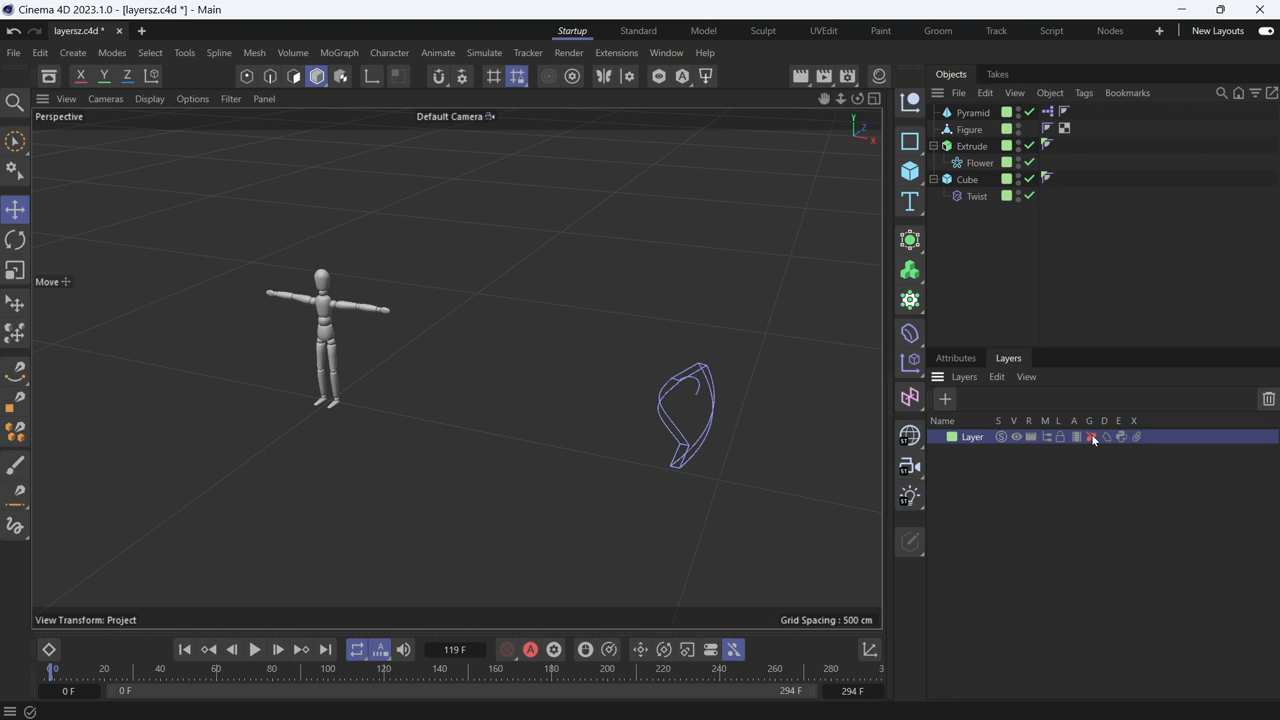 Cinema 4D 2023.1.0 - [layersz.c4d *] - Main
layersz.c4d *
Startup Standard Model Sculpt UVEdit Paint Groom Track Script Nodes New Layouts
File Edit Create Modes Select Tools Spline Mesh Volume MoGraph Character Animate Simulate Tracker Render Extensions Window Help
X Y Z
Objects Takes
View Cameras Display Options Filter Panel
File Edit View Object Tags Bookmarks
Perspective
Default Camera
Y
Z
X
Pyramid
Figure
Extrude
Flower
Cube
Twist
Move
Attributes Layers
Layers Edit View
Name S V R M L A G D E X
Layer
View Transform: Project
Grid Spacing : 500 cm
119 F
0 20 40 60 80 100 120 140 160 180 200 220 240 260 280 3
0 F 0 F 294 F 294 F